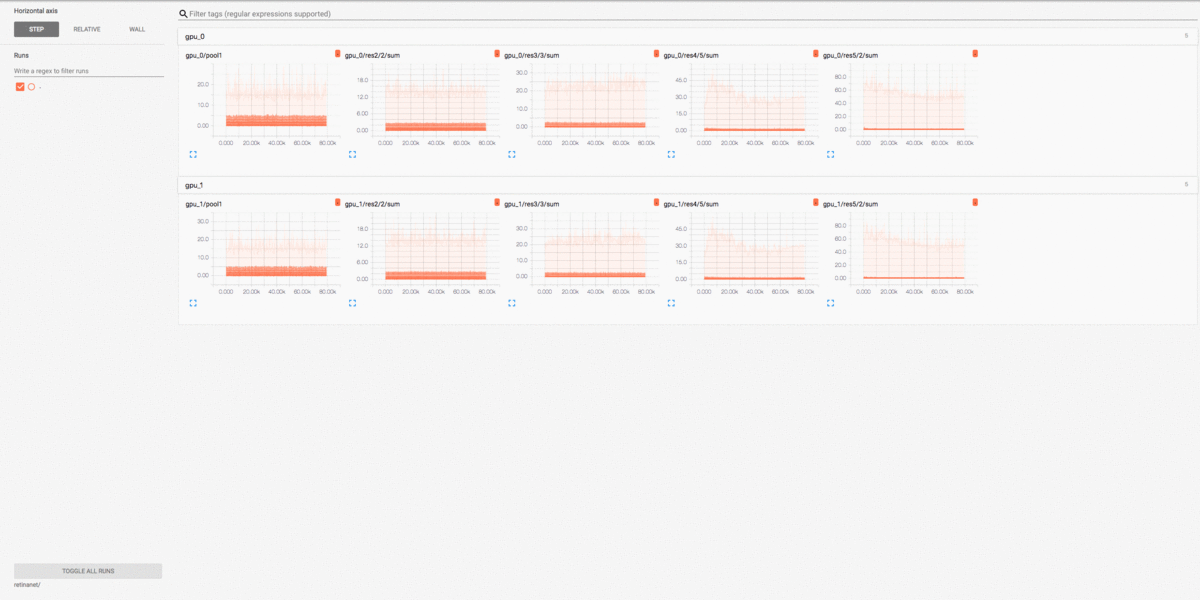 Horizontal axis
STEP RELATIVE WALL
Runs
Write a regex to filter runs
.
TOGGLE ALL RUNS
retinanet/
Filter tags (regular expressions supported)
gpu_0 5
gpu_0/pool1 gpu_0/res2/2/sum gpu_0/res3/3/sum gpu_0/res4/5/sum gpu_0/res5/2/sum
20.0
10.0
0.00
0.000 20.00k 40.00k 60.00k 80.00k
18.0
12.0
6.00
0.00
0.000 20.00k 40.00k 60.00k 80.00k
30.0
20.0
10.0
0.00
0.000 20.00k 40.00k 60.00k 80.00k
45.0
30.0
15.0
0.00
0.000 20.00k 40.00k 60.00k 80.00k
80.0
60.0
40.0
20.0
0.00
0.000 20.00k 40.00k 60.00k 80.00k
gpu_1 5
gpu_1/pool1 gpu_1/res2/2/sum gpu_1/res3/3/sum gpu_1/res4/5/sum gpu_1/res5/2/sum
30.0
20.0
10.0
0.00
0.000 20.00k 40.00k 60.00k 80.00k
18.0
12.0
6.00
0.00
0.000 20.00k 40.00k 60.00k 80.00k
30.0
20.0
10.0
0.00
0.000 20.00k 40.00k 60.00k 80.00k
45.0
30.0
15.0
0.00
0.000 20.00k 40.00k 60.00k 80.00k
80.0
60.0
40.0
20.0
0.00
0.000 20.00k 40.00k 60.00k 80.00k